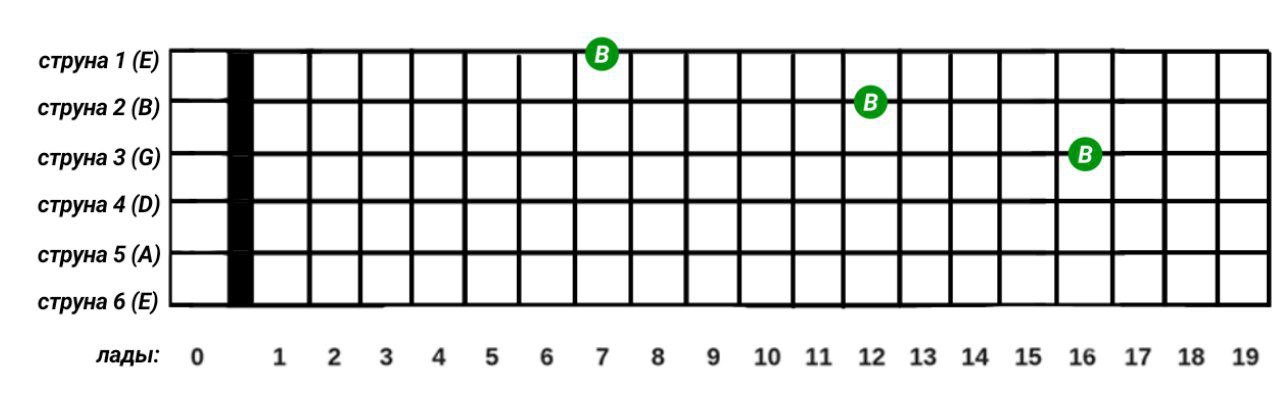 струна 1 (E)
B
струна 2 (B)
B
струна 3 (G)
B
струна 4 (D)
струна 5 (A)
струна 6 (E)
лады: 0 1 2 3 4 5 6 7 8 9 10 11 12 13 14 15 16 17 18 19